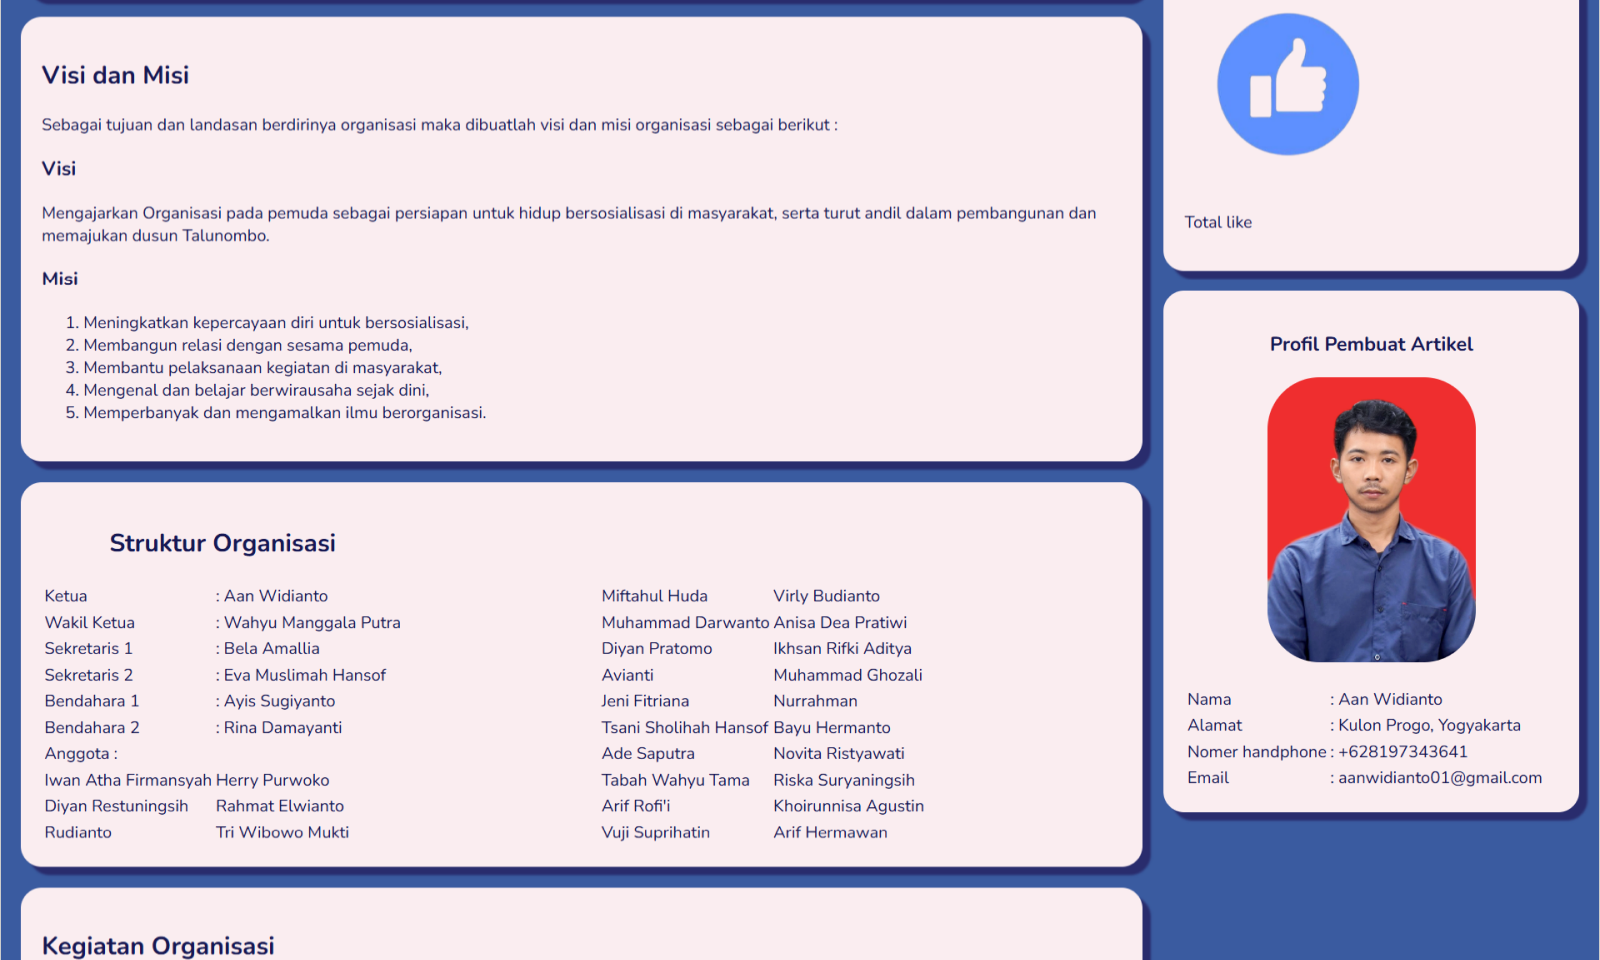 Visi dan Misi
Sebagai tujuan dan landasan berdirinya organisasi maka dibuatlah visi dan misi organisasi sebagai berikut :
Visi
Mengajarkan Organisasi pada pemuda sebagai persiapan untuk hidup bersosialisasi di masyarakat, serta turut andil dalam pembangunan dan
memajukan dusun Talunombo.
Misi
1. Meningkatkan kepercayaan diri untuk bersosialisasi,
2. Membangun relasi dengan sesama pemuda,
3. Membantu pelaksanaan kegiatan di masyarakat,
4. Mengenal dan belajar berwirausaha sejak dini,
5. Memperbanyak dan mengamalkan ilmu berorganisasi.
Struktur Organisasi
Ketua : Aan Widianto
Wakil Ketua : Wahyu Manggala Putra
Sekretaris 1 : Bela Amallia
Sekretaris 2 : Eva Muslimah Hansof
Bendahara 1 : Ayis Sugiyanto
Bendahara 2 : Rina Damayanti
Anggota :
Iwan Atha Firmansyah Herry Purwoko
Diyan Restuningsih Rahmat Elwianto
Rudianto Tri Wibowo Mukti
Miftahul Huda Virly Budianto
Muhammad Darwanto Anisa Dea Pratiwi
Diyan Pratomo Ikhsan Rifki Aditya
Avianti Muhammad Ghozali
Jeni Fitriana Nurrahman
Tsani Sholihah Hansof Bayu Hermanto
Ade Saputra Novita Ristyawati
Tabah Wahyu Tama Riska Suryaningsih
Arif Rofi'i Khoirunnisa Agustin
Vuji Suprihatin Arif Hermawan
Kegiatan Organisasi
Total like
Profil Pembuat Artikel
Nama : Aan Widianto
Alamat : Kulon Progo, Yogyakarta
Nomer handphone : +628197343641
Email : aanwidianto01@gmail.com